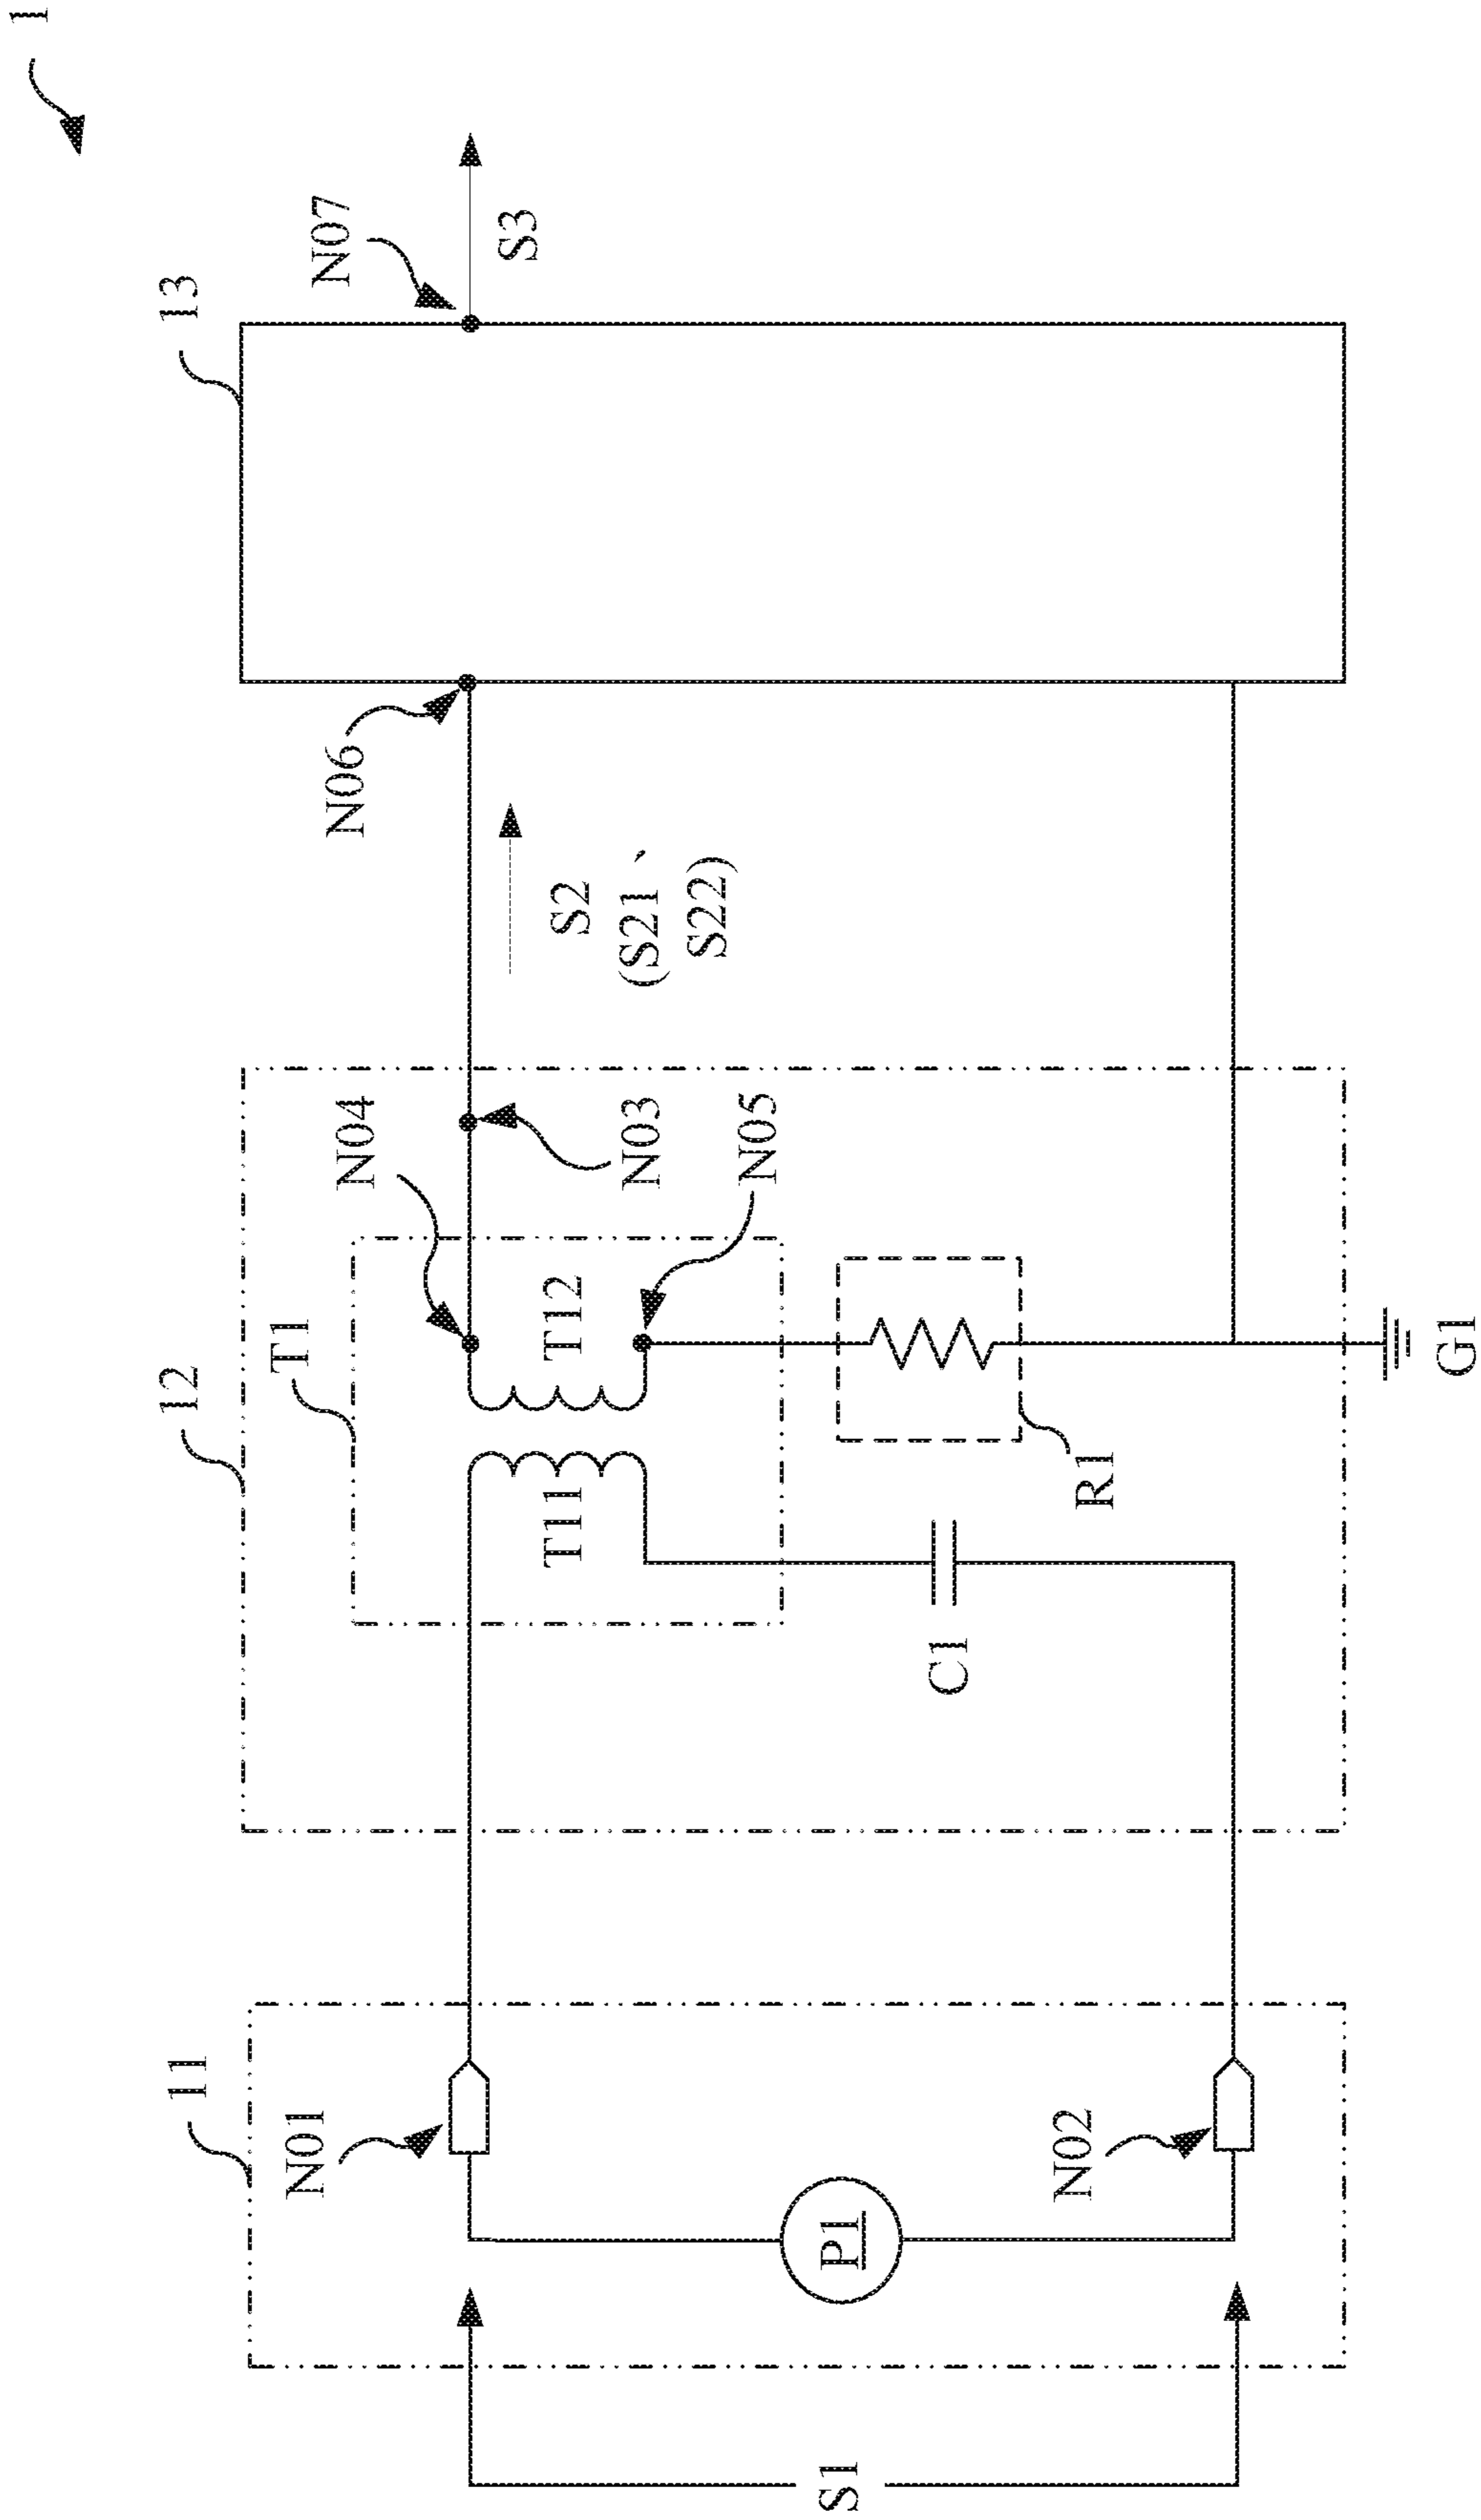 1
13
N07
S3
N06
S2
(S21、
S22)
12
T1
N04
N03
N05
T11
T12
C1
R1
G1
11
N01
N02
P1
S1